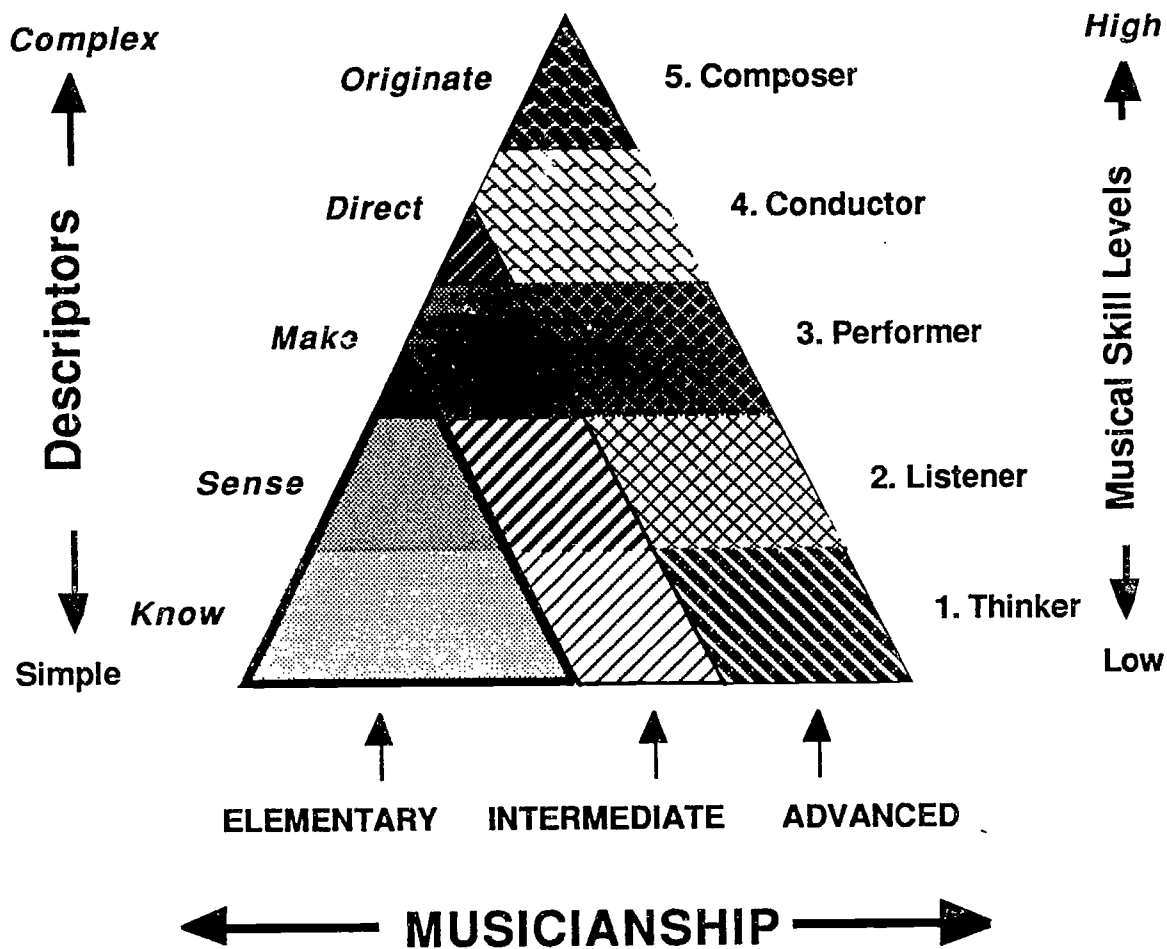 Complex
High
Originate
5. Composer
Direct
4. Conductor
Descriptors
Musical Skill Levels
Make
3. Performer
Sense
2. Listener
Know
1. Thinker
Simple
Low
ELEMENTARY
INTERMEDIATE
ADVANCED
MUSICIANSHIP